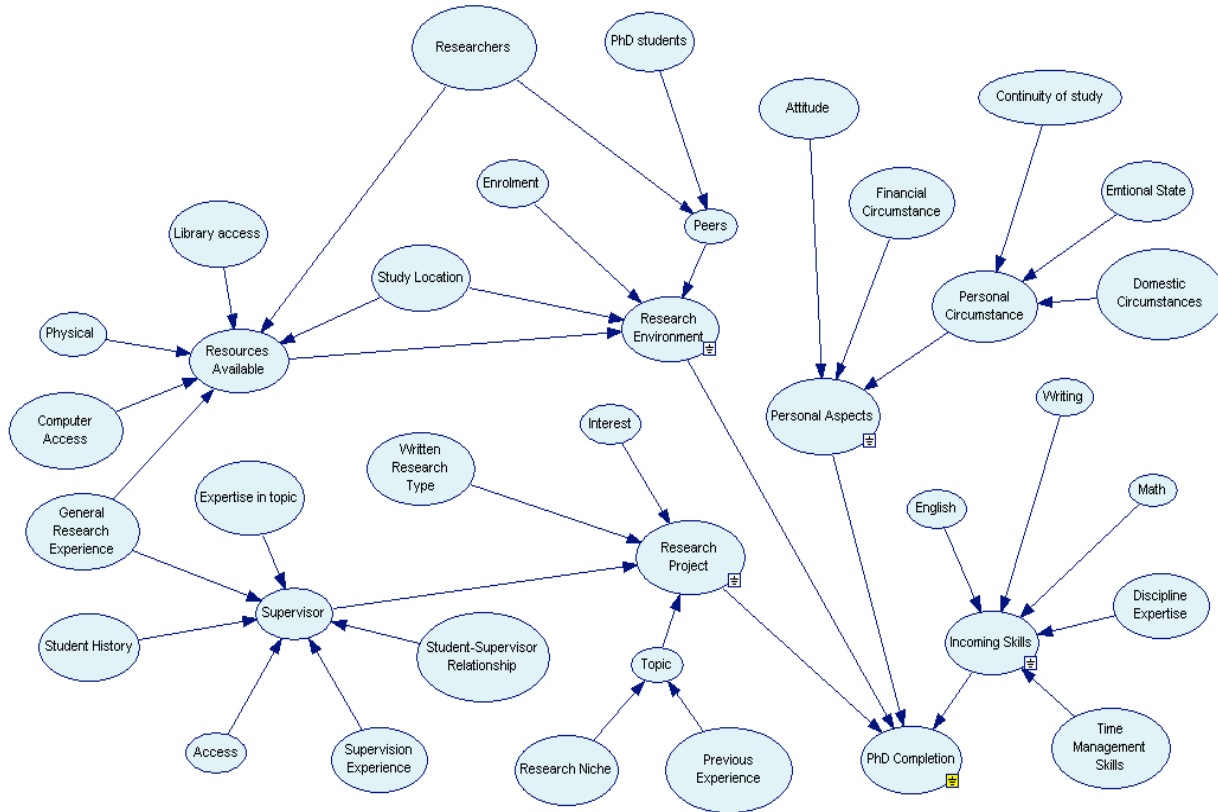 Researchers
PhD students
Attitude
Continuity of study
Enrolment
Financial
Circumstance
Emtional State
Library access
Peers
Study Location
Domestic
Circumstances
Personal
Circumstance
Physical
Resources
Available
Research
Environment
Computer
Access
Personal Aspects
Writing
Interest
Written
Research
Type
Math
English
Expertise in topic
General
Research
Experience
Research
Project
Discipline
Expertise
Supervisor
Student History
Student-Supervisor
Relationship
Topic
Incoming Skills
Access
Supervision
Experience
Research Niche
Previous
Experience
PhD Completion
Time
Management
Skills